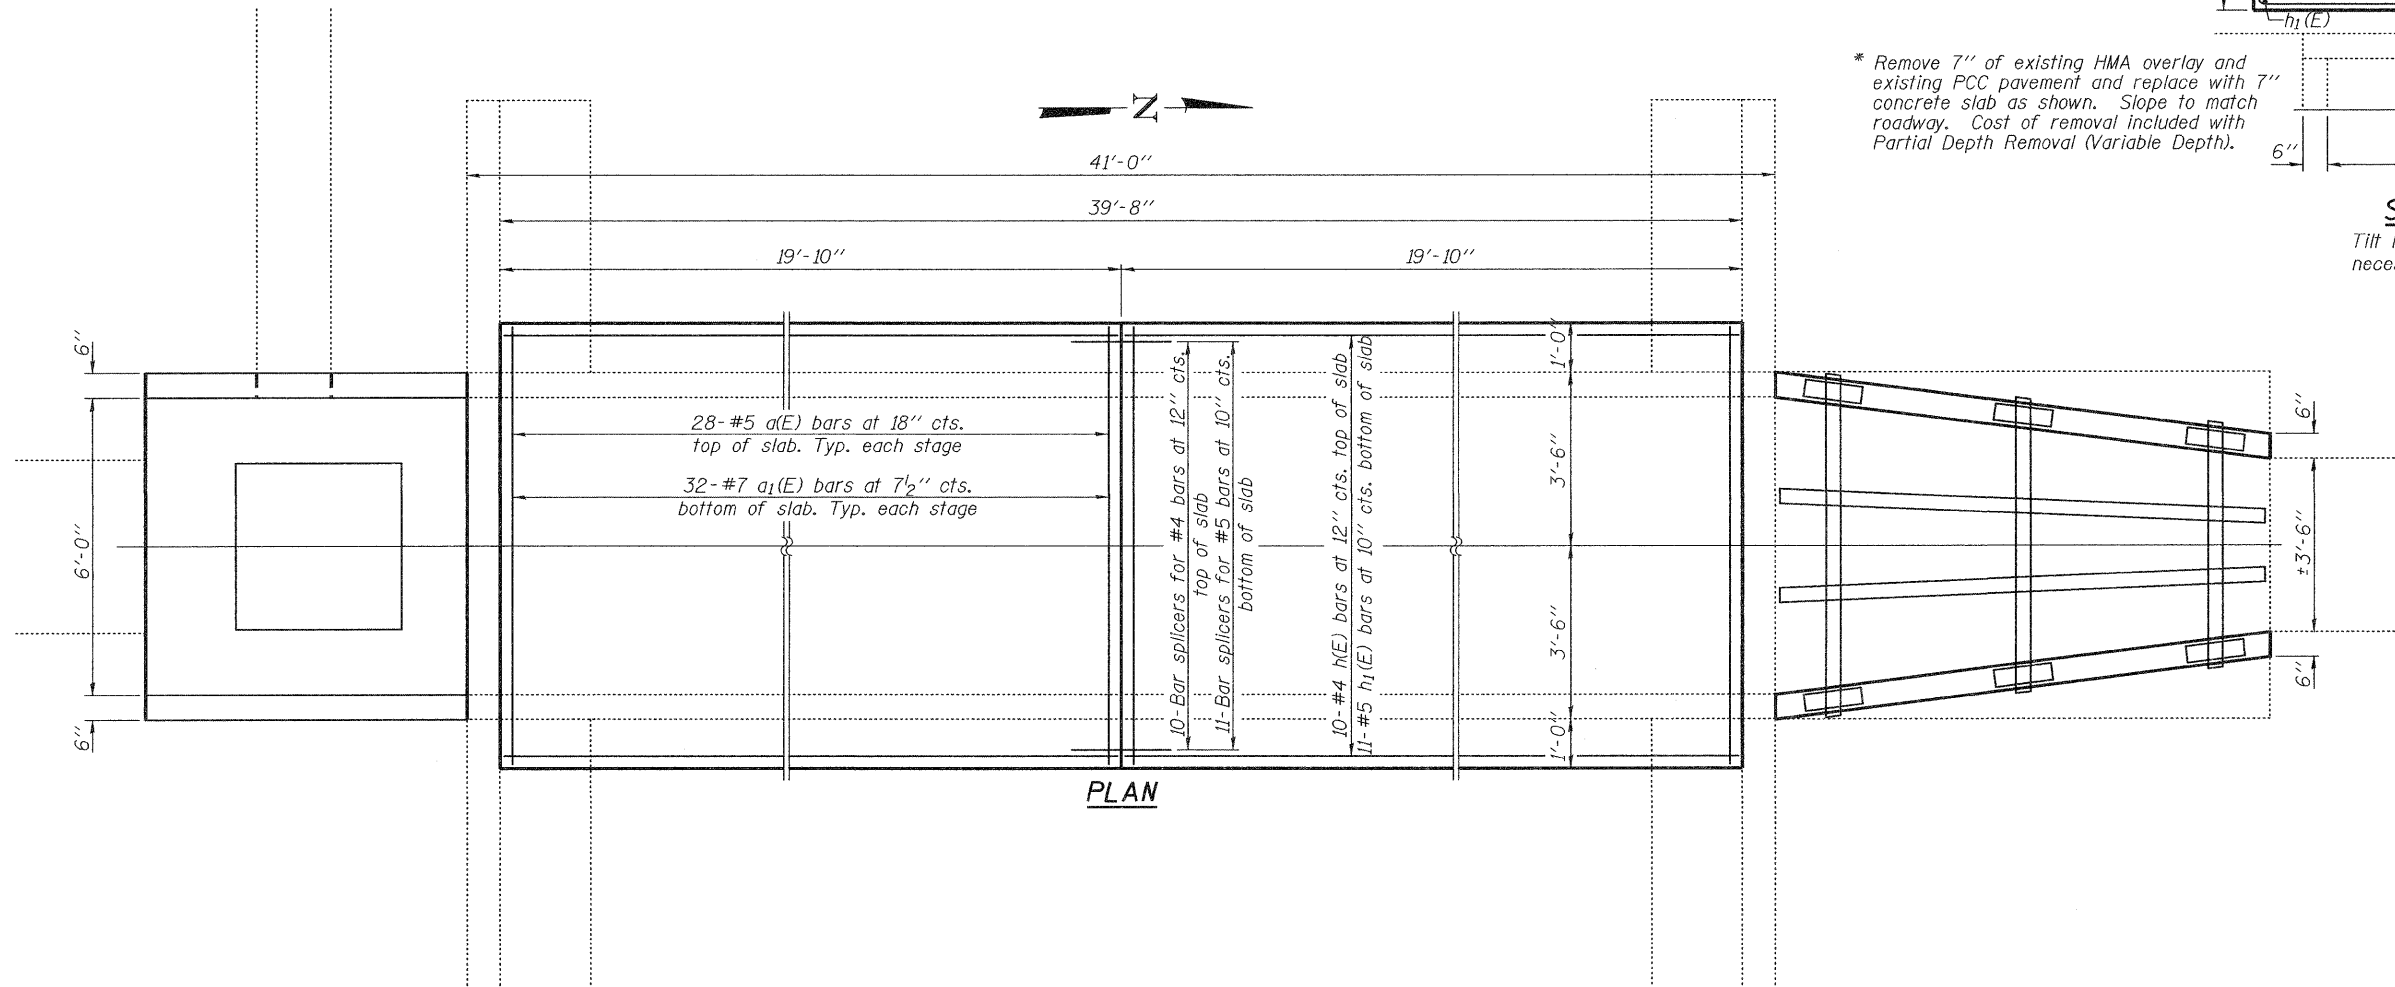 h1(E)
* Remove 7" of existing HMA overlay and
existing PCC pavement and replace with 7"
concrete slab as shown. Slope to match
roadway. Cost of removal included with
Partial Depth Removal (Variable Depth).
6"
N
41'-0"
39'-8"
19'-10"
19'-10"
Tilt
6"
6'-0"
6"
28-#5 a(E) bars at 18" cts.
top of slab. Typ. each stage
32-#7 a1(E) bars at 7½" cts.
bottom of slab. Typ. each stage
10-Bar splicers for #4 bars at 12" cts.
top of slab
11-Bar splicers for #5 bars at 10" cts.
bottom of slab
10-#4 h(E) bars at 12" cts. top of slab
11-#5 h1(E) bars at 10" cts. bottom of slab
1'-0"
3'-6"
3'-6"
1'-0"
6"
±3'-6"
6"
PLAN